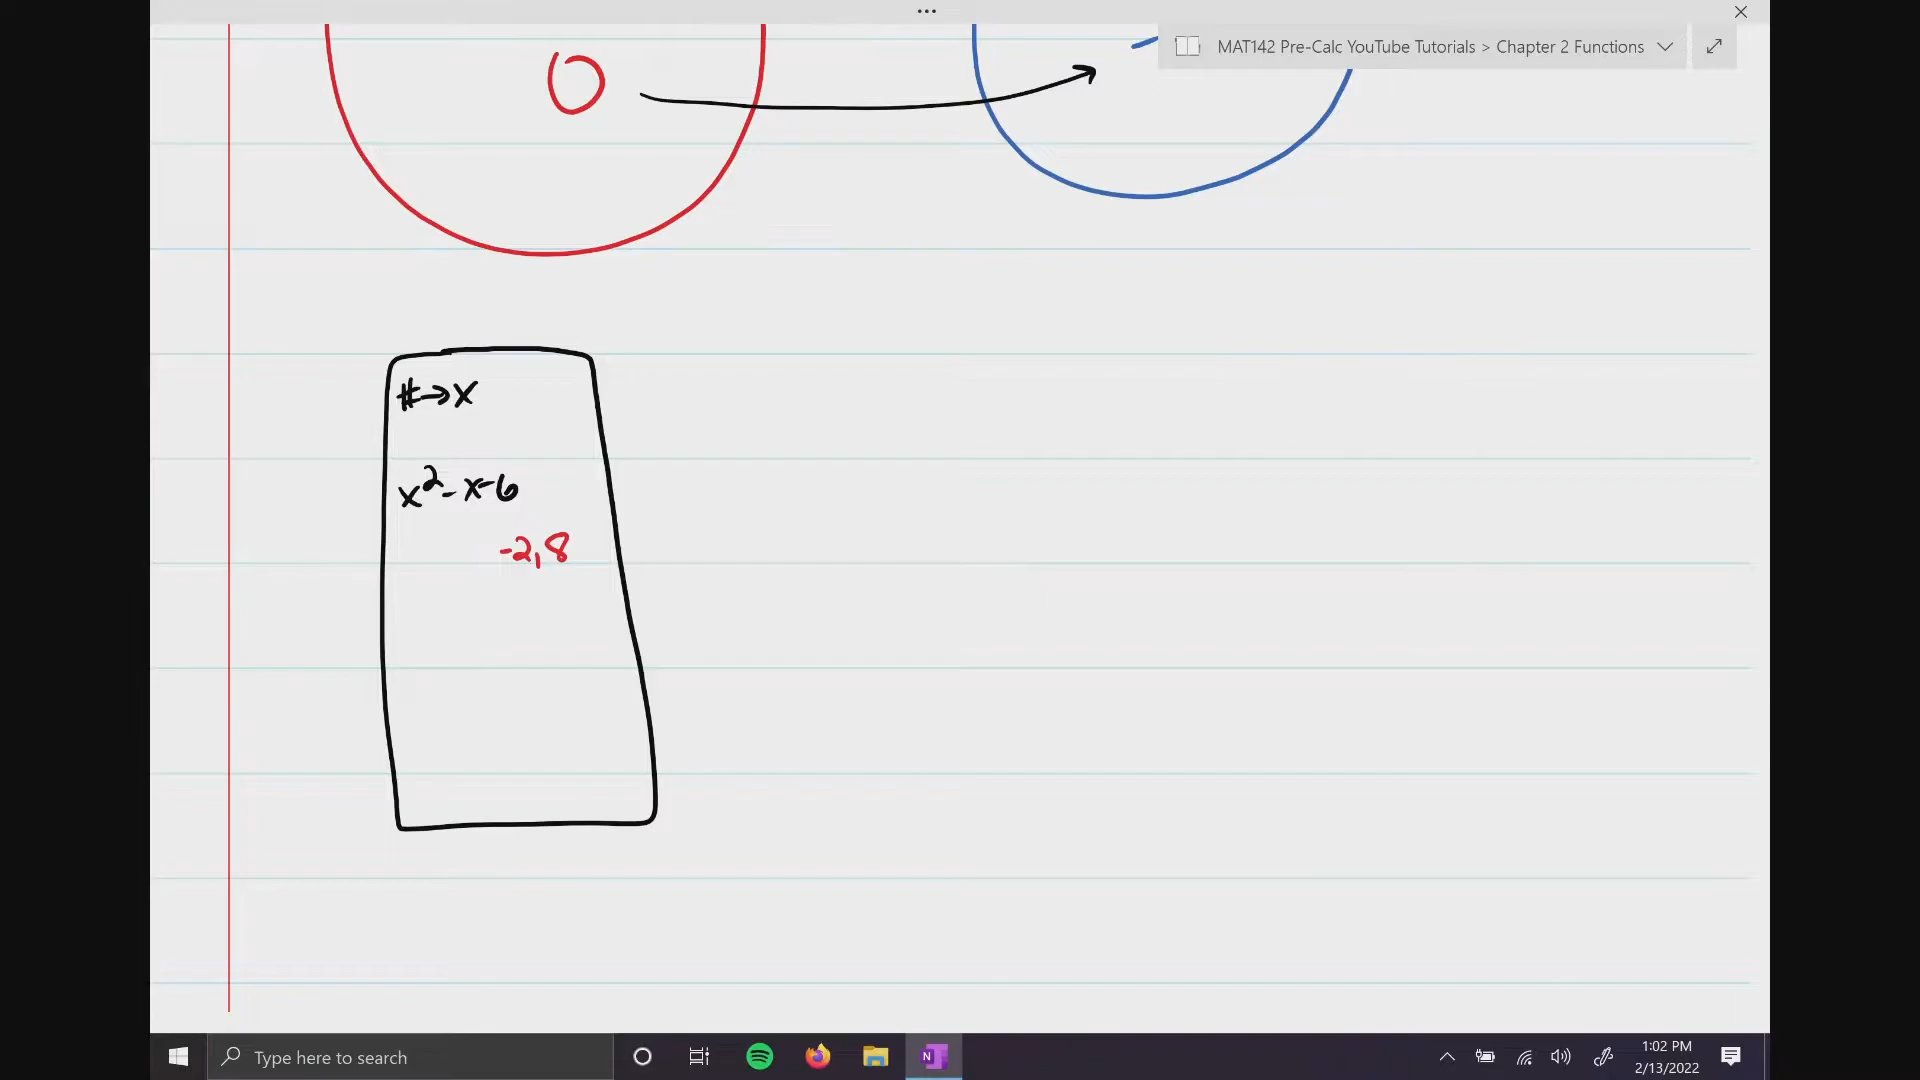 MAT142 Pre-Calc YouTube Tutorials > Chapter 2 Functions
0
#→X
x²-x-6
-2,8
Type here to search
1:02 PM
2/13/2022